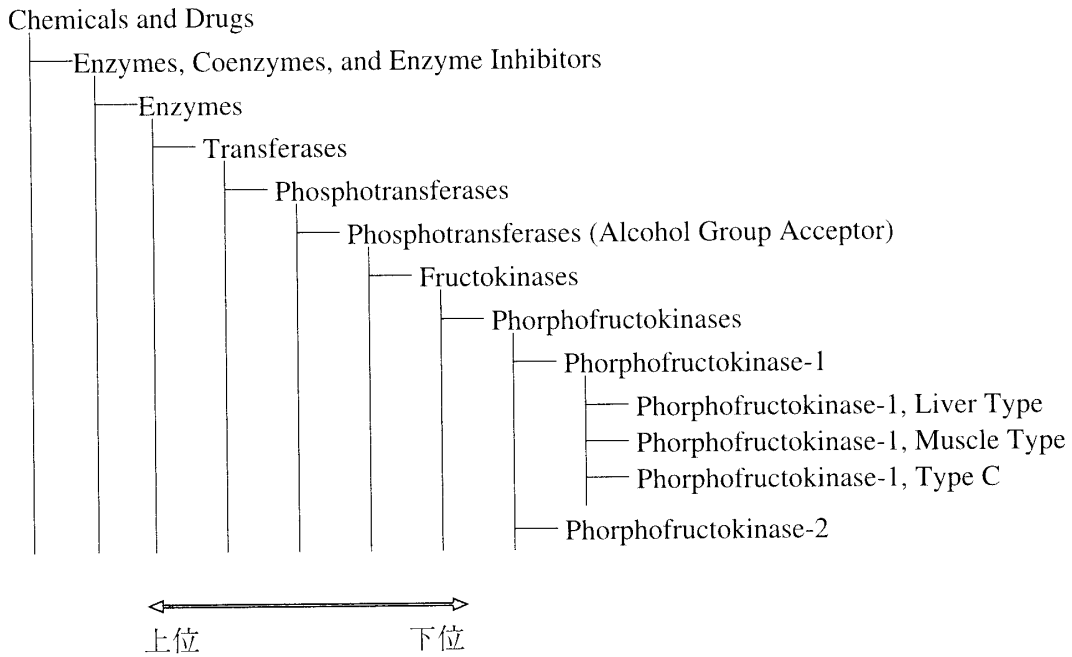 Chemicals and Drugs
Enzymes, Coenzymes, and Enzyme Inhibitors
Enzymes
Transferases
Phosphotransferases
Phosphotransferases (Alcohol Group Acceptor)
Fructokinases
Phorphofructokinases
Phorphofructokinase-1
Phorphofructokinase-1, Liver Type
Phorphofructokinase-1, Muscle Type
Phorphofructokinase-1, Type C
Phorphofructokinase-2
上位 下位